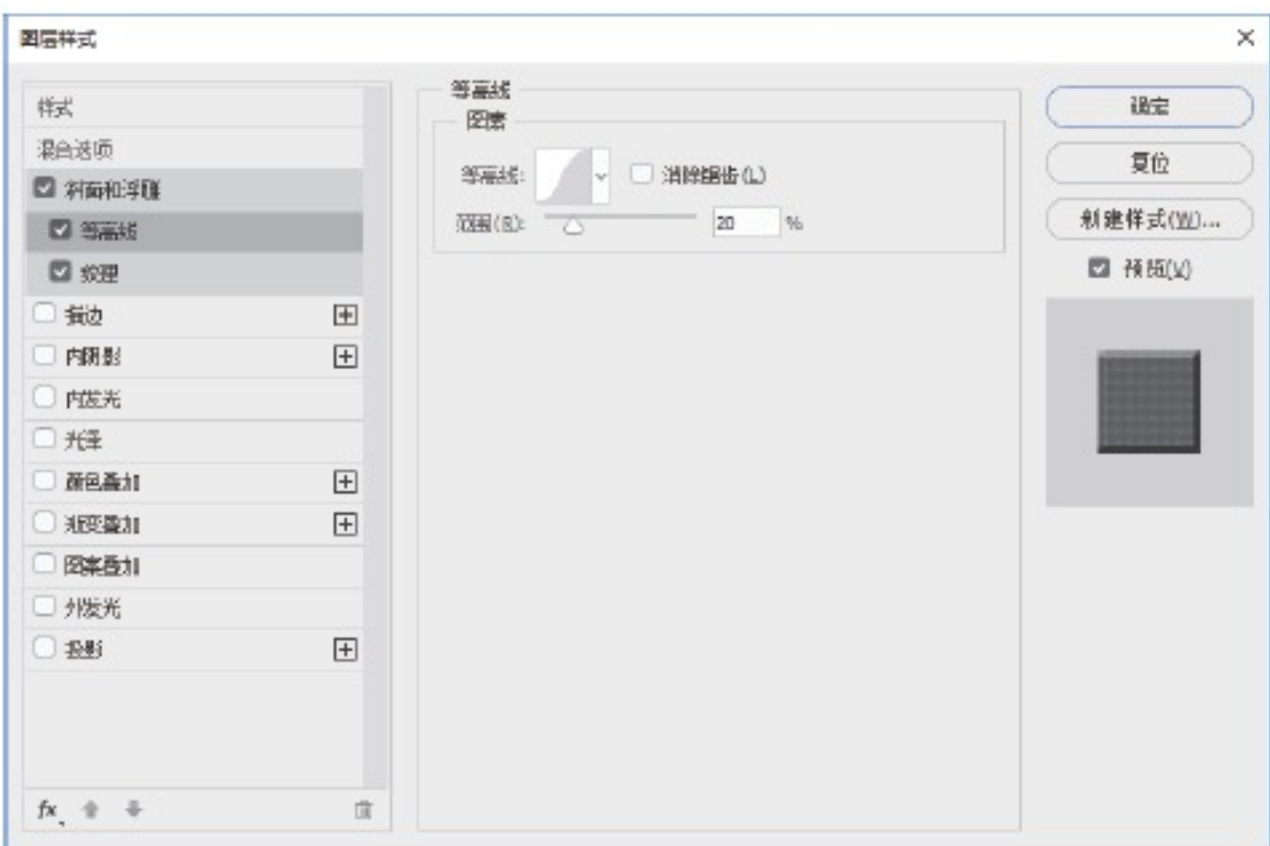 图层样式
样式
混合选项
斜面和浮雕
等高线
纹理
描边
内阴影
内发光
光泽
颜色叠加
渐变叠加
图案叠加
外发光
投影
fx
等高线
图素
等高线: 消除锯齿(L)
范围(R): 20 %
确定
复位
新建样式(W)...
预览(V)